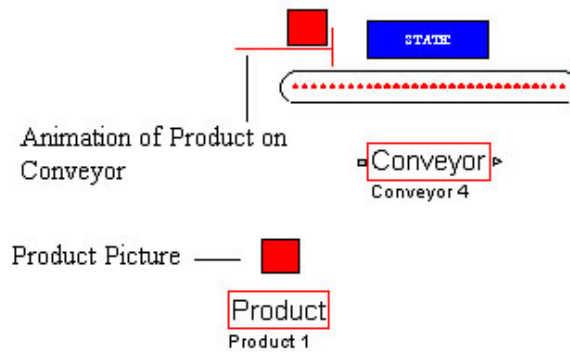 STATE
Animation of Product on
Conveyor
Conveyor
Conveyor 4
Product Picture
Product
Product 1